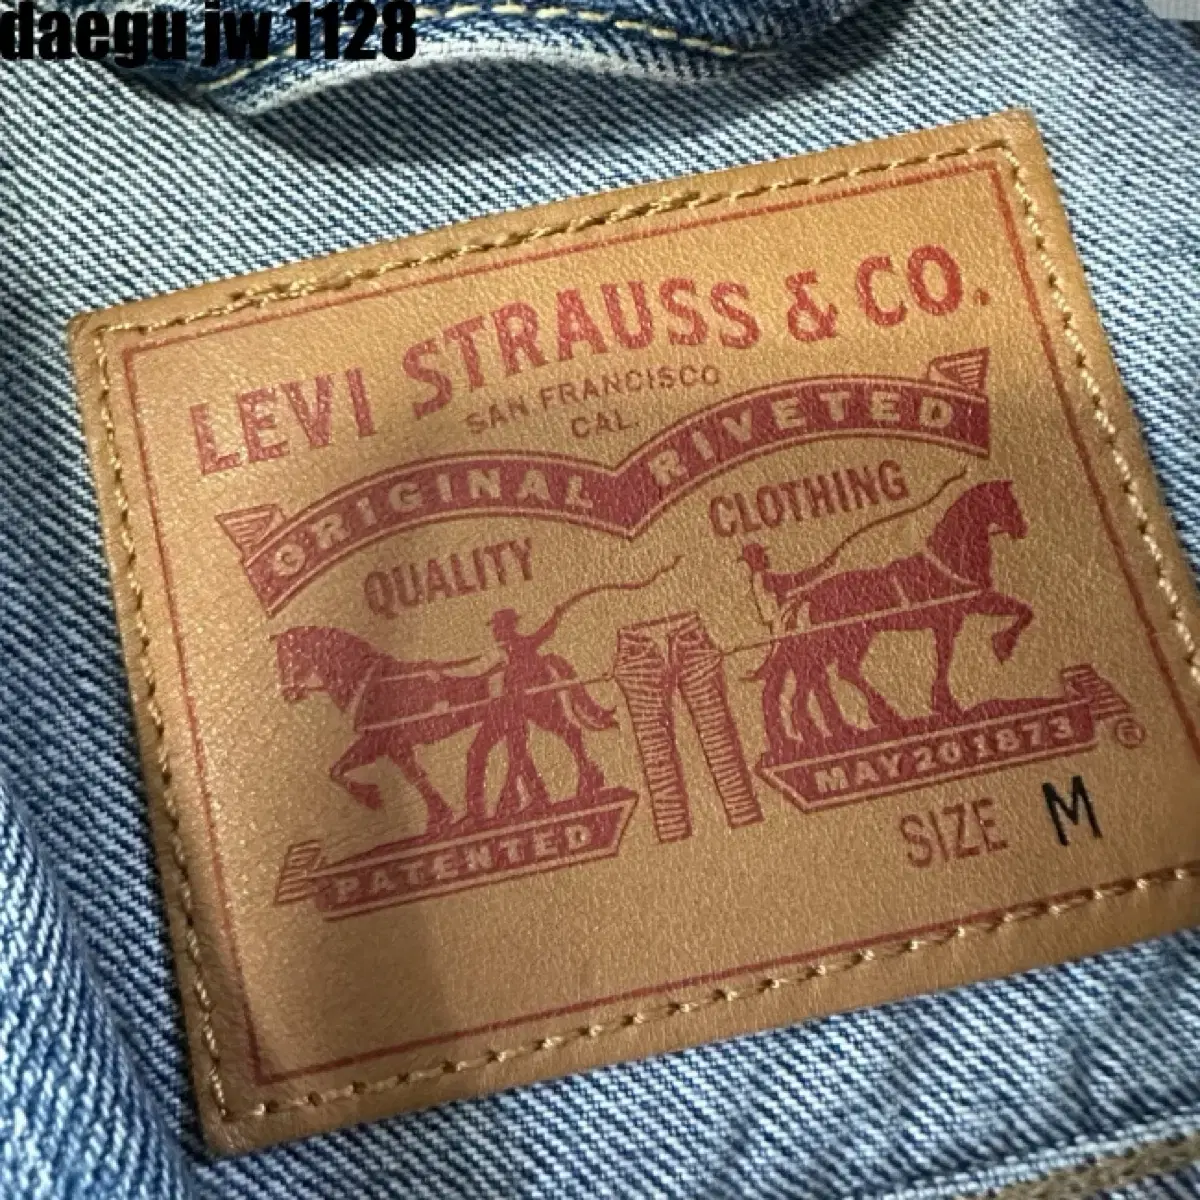 daegu jw 1128
LEVI STRAUSS & CO.
SAN FRANCISCO
CAL.
ORIGINAL RIVETED
QUALITY CLOTHING
PATENTED MAY 20 1873 ®
SIZE M